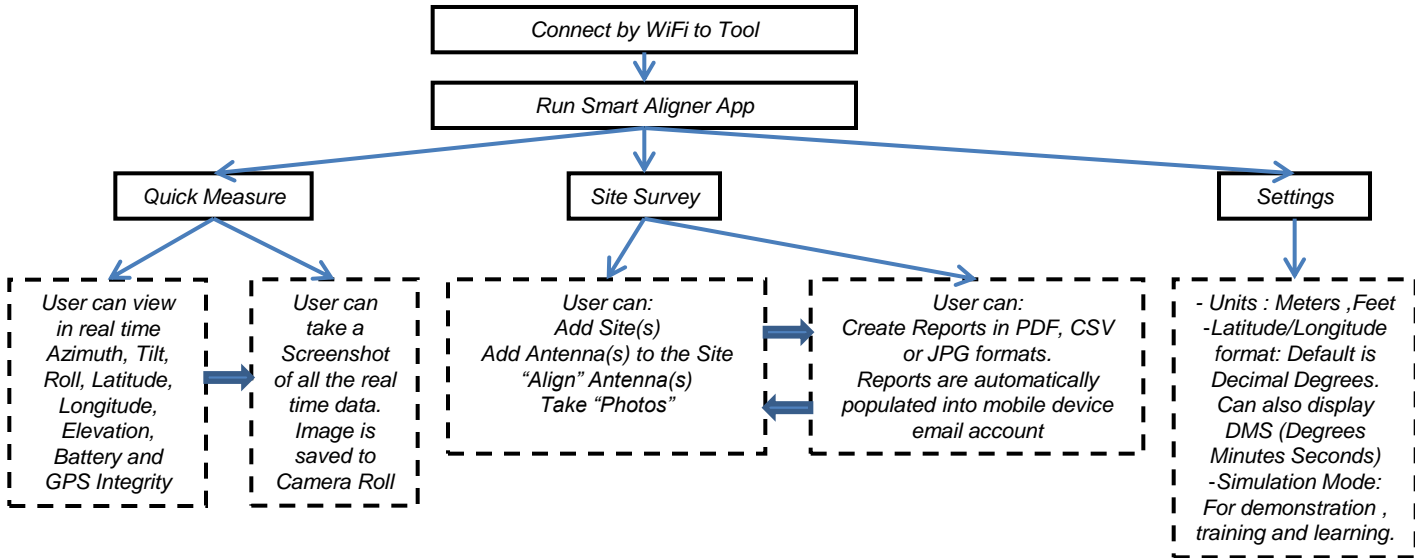 Connect by WiFi to Tool
Run Smart Aligner App
Quick Measure
Site Survey
Settings
User can view
in real time
Azimuth, Tilt,
Roll, Latitude,
Longitude,
Elevation,
Battery and
GPS Integrity
User can
take a
Screenshot
of all the real
time data.
Image is
saved to
Camera Roll
User can:
Add Site(s)
Add Antenna(s) to the Site
“Align” Antenna(s)
Take “Photos”
User can:
Create Reports in PDF, CSV
or JPG formats.
Reports are automatically
populated into mobile device
email account
- Units : Meters ,Feet
-Latitude/Longitude
format: Default is
Decimal Degrees.
Can also display
DMS (Degrees
Minutes Seconds)
-Simulation Mode:
For demonstration ,
training and learning.